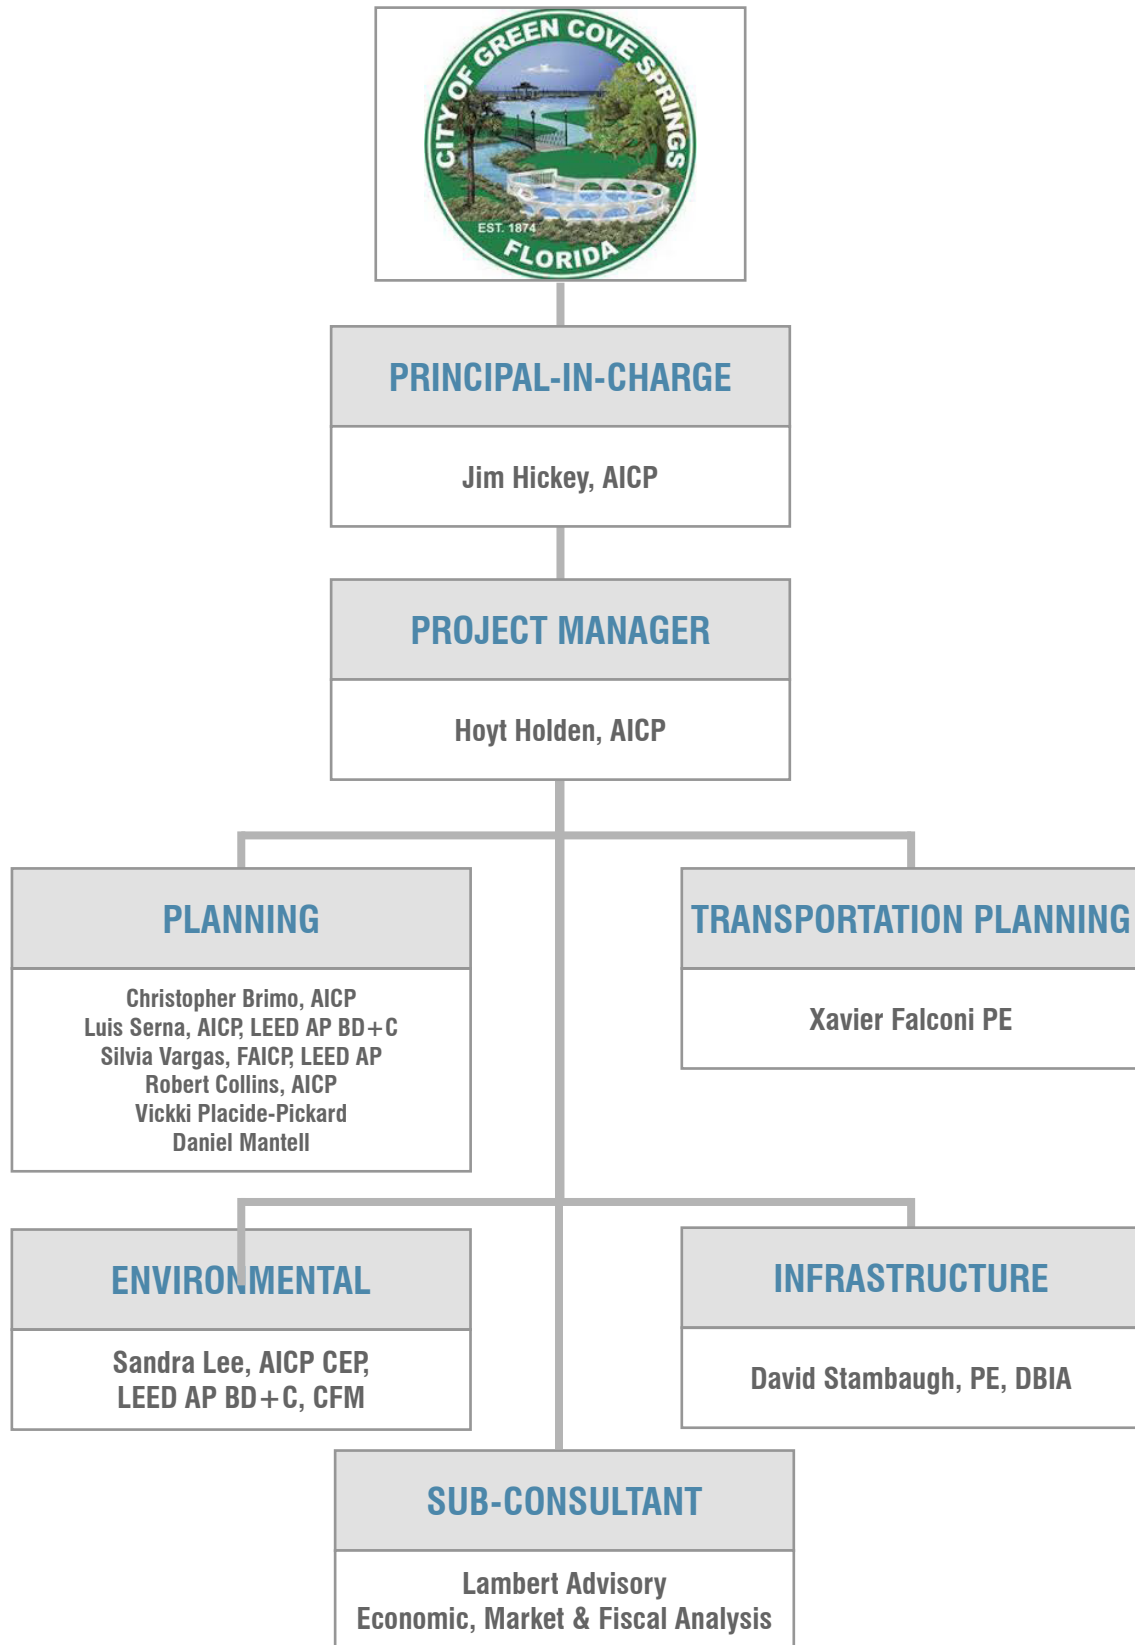 CITY OF GREEN COVE SPRINGS
EST. 1874
FLORIDA
PRINCIPAL-IN-CHARGE
Jim Hickey, AICP
PROJECT MANAGER
Hoyt Holden, AICP
PLANNING
Christopher Brimo, AICP
Luis Serna, AICP, LEED AP BD+C
Silvia Vargas, FAICP, LEED AP
Robert Collins, AICP
Vickki Placide-Pickard
Daniel Mantell
TRANSPORTATION PLANNING
Xavier Falconi PE
ENVIRONMENTAL
Sandra Lee, AICP CEP,
LEED AP BD+C, CFM
INFRASTRUCTURE
David Stambaugh, PE, DBIA
SUB-CONSULTANT
Lambert Advisory
Economic, Market & Fiscal Analysis